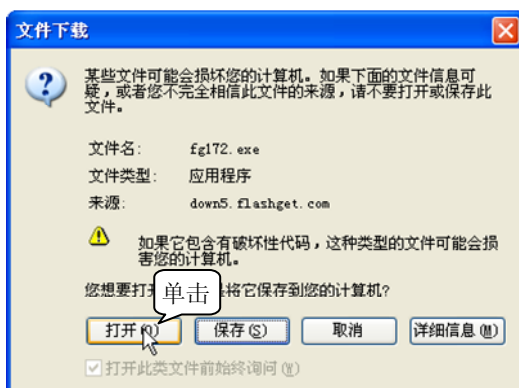 文件下载
某些文件可能会损坏您的计算机。如果下面的文件信息可
疑，或者您不完全相信此文件的来源，请不要打开或保存此
文件。
文件名: fg172.exe
文件类型: 应用程序
来源: down5.flashget.com
如果它包含有破坏性代码，这种类型的文件可能会损
害您的计算机。
您想要打 是将它保存到您的计算机?
单击
打开(O) 保存(S) 取消 详细信息(M)
打开此类文件前始终询问(W)